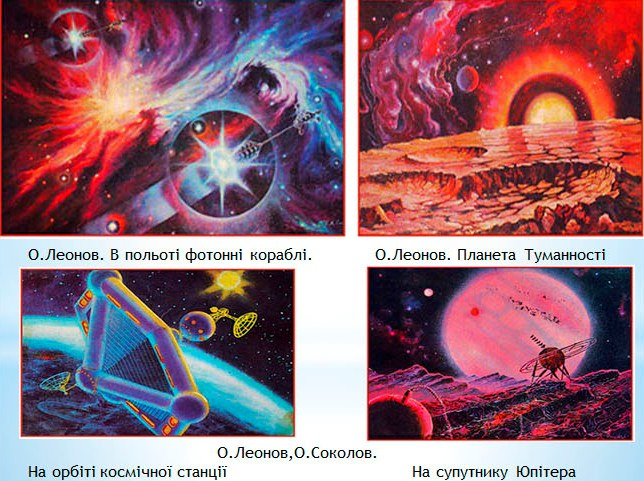 О.Леонов. В польоті фотонні кораблі.
О.Леонов. Планета Туманності
О.Леонов,О.Соколов.
На орбіті космічної станції
На супутнику Юпітера